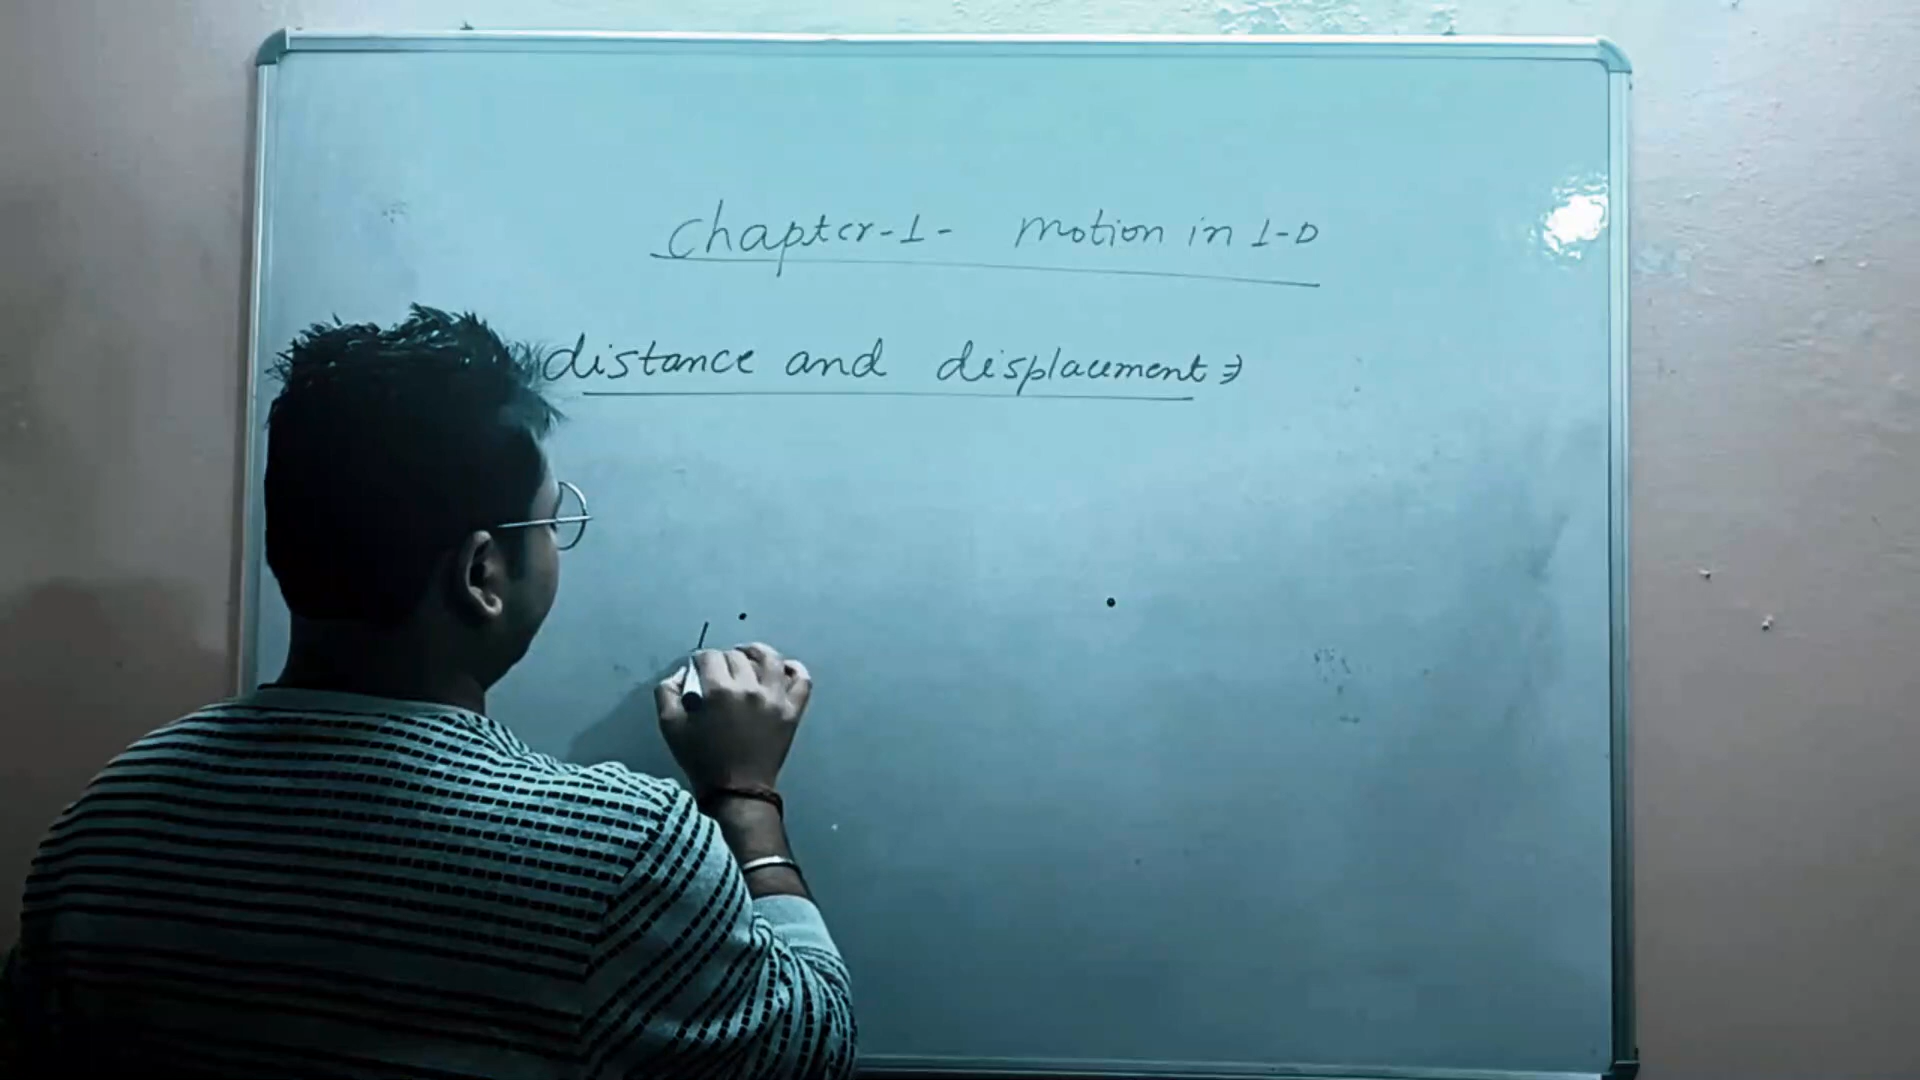 Chapter-1- Motion in 1-D
distance and displacement ⇒